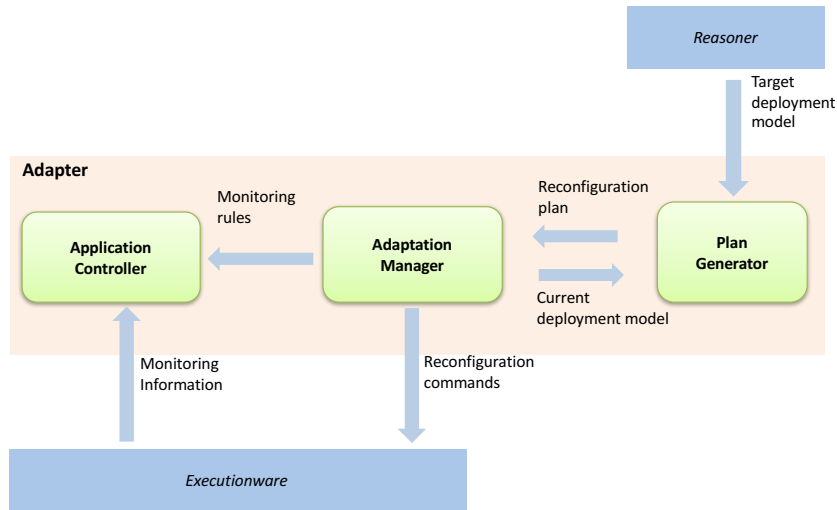 Reasoner
Target
deployment
model
Adapter
Monitoring
rules
Reconfiguration
plan
Application
Controller
Adaptation
Manager
Plan
Generator
Current
deployment model
Monitoring
Information
Reconfiguration
commands
Executionware